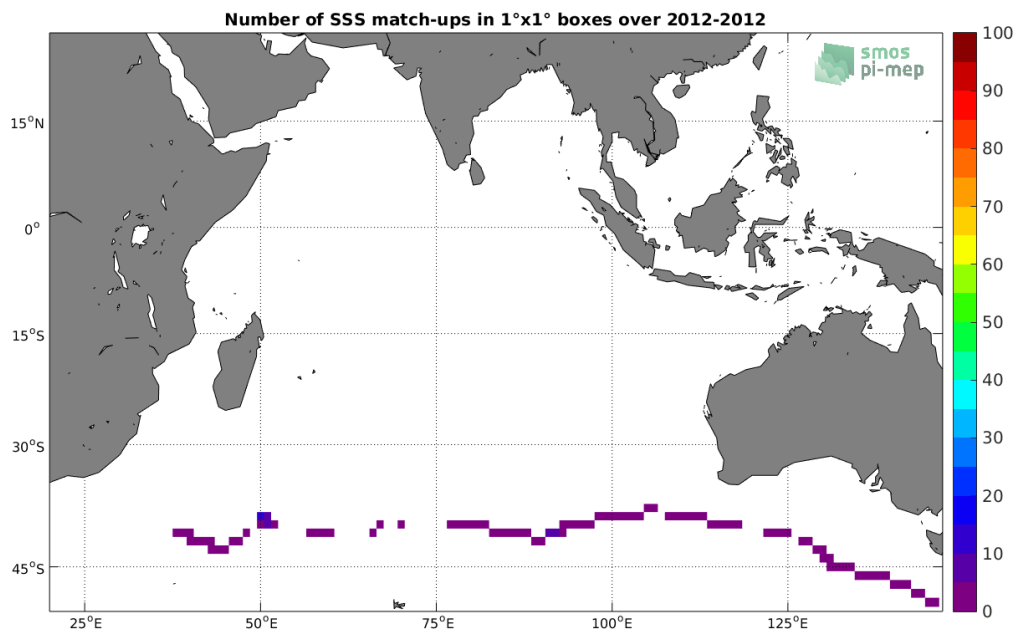 Number of SSS match-ups in 1°x1° boxes over 2012-2012
smos
pi-mep
15°N
0°
15°S
30°S
45°S
25°E
50°E
75°E
100°E
125°E
100
90
80
70
60
50
40
30
20
10
0